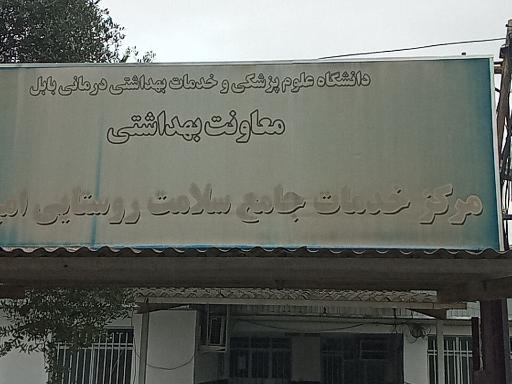 دانشگاه علوم پزشکی و خدمات بهداشتی درمانی بابل
معاونت بهداشتی
مرکز خدمات جامع سلامت روستایی